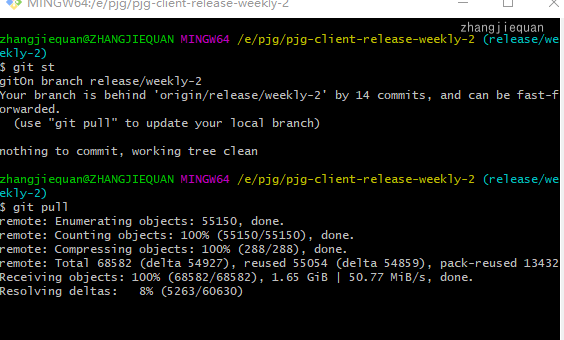 MINGW64:/e/pjg/pjg-client-release-weekly-2
zhangjiequan
zhangjiequan@ZHANGJIEQUAN MINGW64 /e/pjg/pjg-client-release-weekly-2 (release/we
ekly-2)
$ git st
gitOn branch release/weekly-2
Your branch is behind 'origin/release/weekly-2' by 14 commits, and can be fast-f
orwarded.
  (use "git pull" to update your local branch)
nothing to commit, working tree clean
zhangjiequan@ZHANGJIEQUAN MINGW64 /e/pjg/pjg-client-release-weekly-2 (release/we
ekly-2)
$ git pull
remote: Enumerating objects: 55150, done.
remote: Counting objects: 100% (55150/55150), done.
remote: Compressing objects: 100% (288/288), done.
remote: Total 68582 (delta 54927), reused 55054 (delta 54859), pack-reused 13432
Receiving objects: 100% (68582/68582), 1.65 GiB | 50.77 MiB/s, done.
Resolving deltas:   8% (5263/60630)